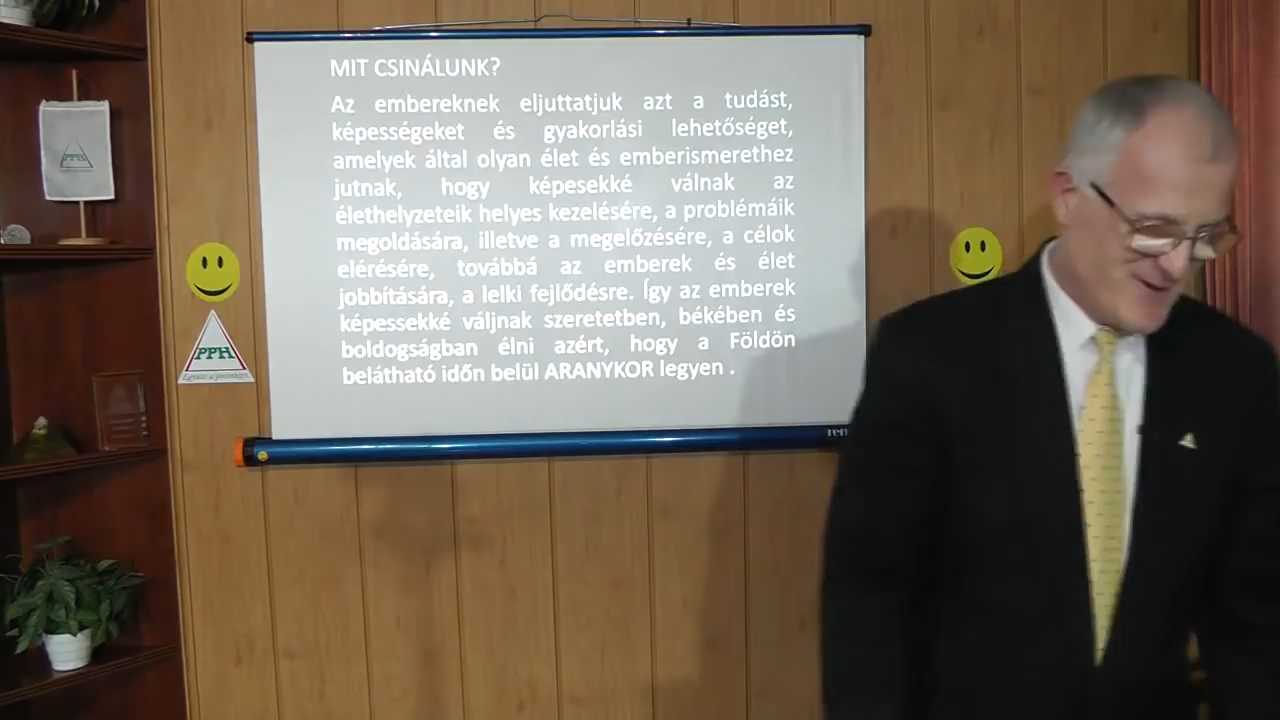 MIT CSINÁLUNK?
Az embereknek eljuttatjuk azt a tudást,
képességeket és gyakorlási lehetőséget,
amelyek által olyan élet és emberismerethez
jutnak, hogy képesekké válnak az
élethelyzeteik helyes kezelésére, a problémáik
megoldására, illetve a megelőzésére, a célok
elérésére, továbbá az emberek és élet
jobbítására, a lelki fejlődésre. Így az emberek
képessekké váljnak szeretetben, békében és
boldogságban élni azért, hogy a Földön
belátható időn belül ARANYKOR legyen .
PPH
PPH